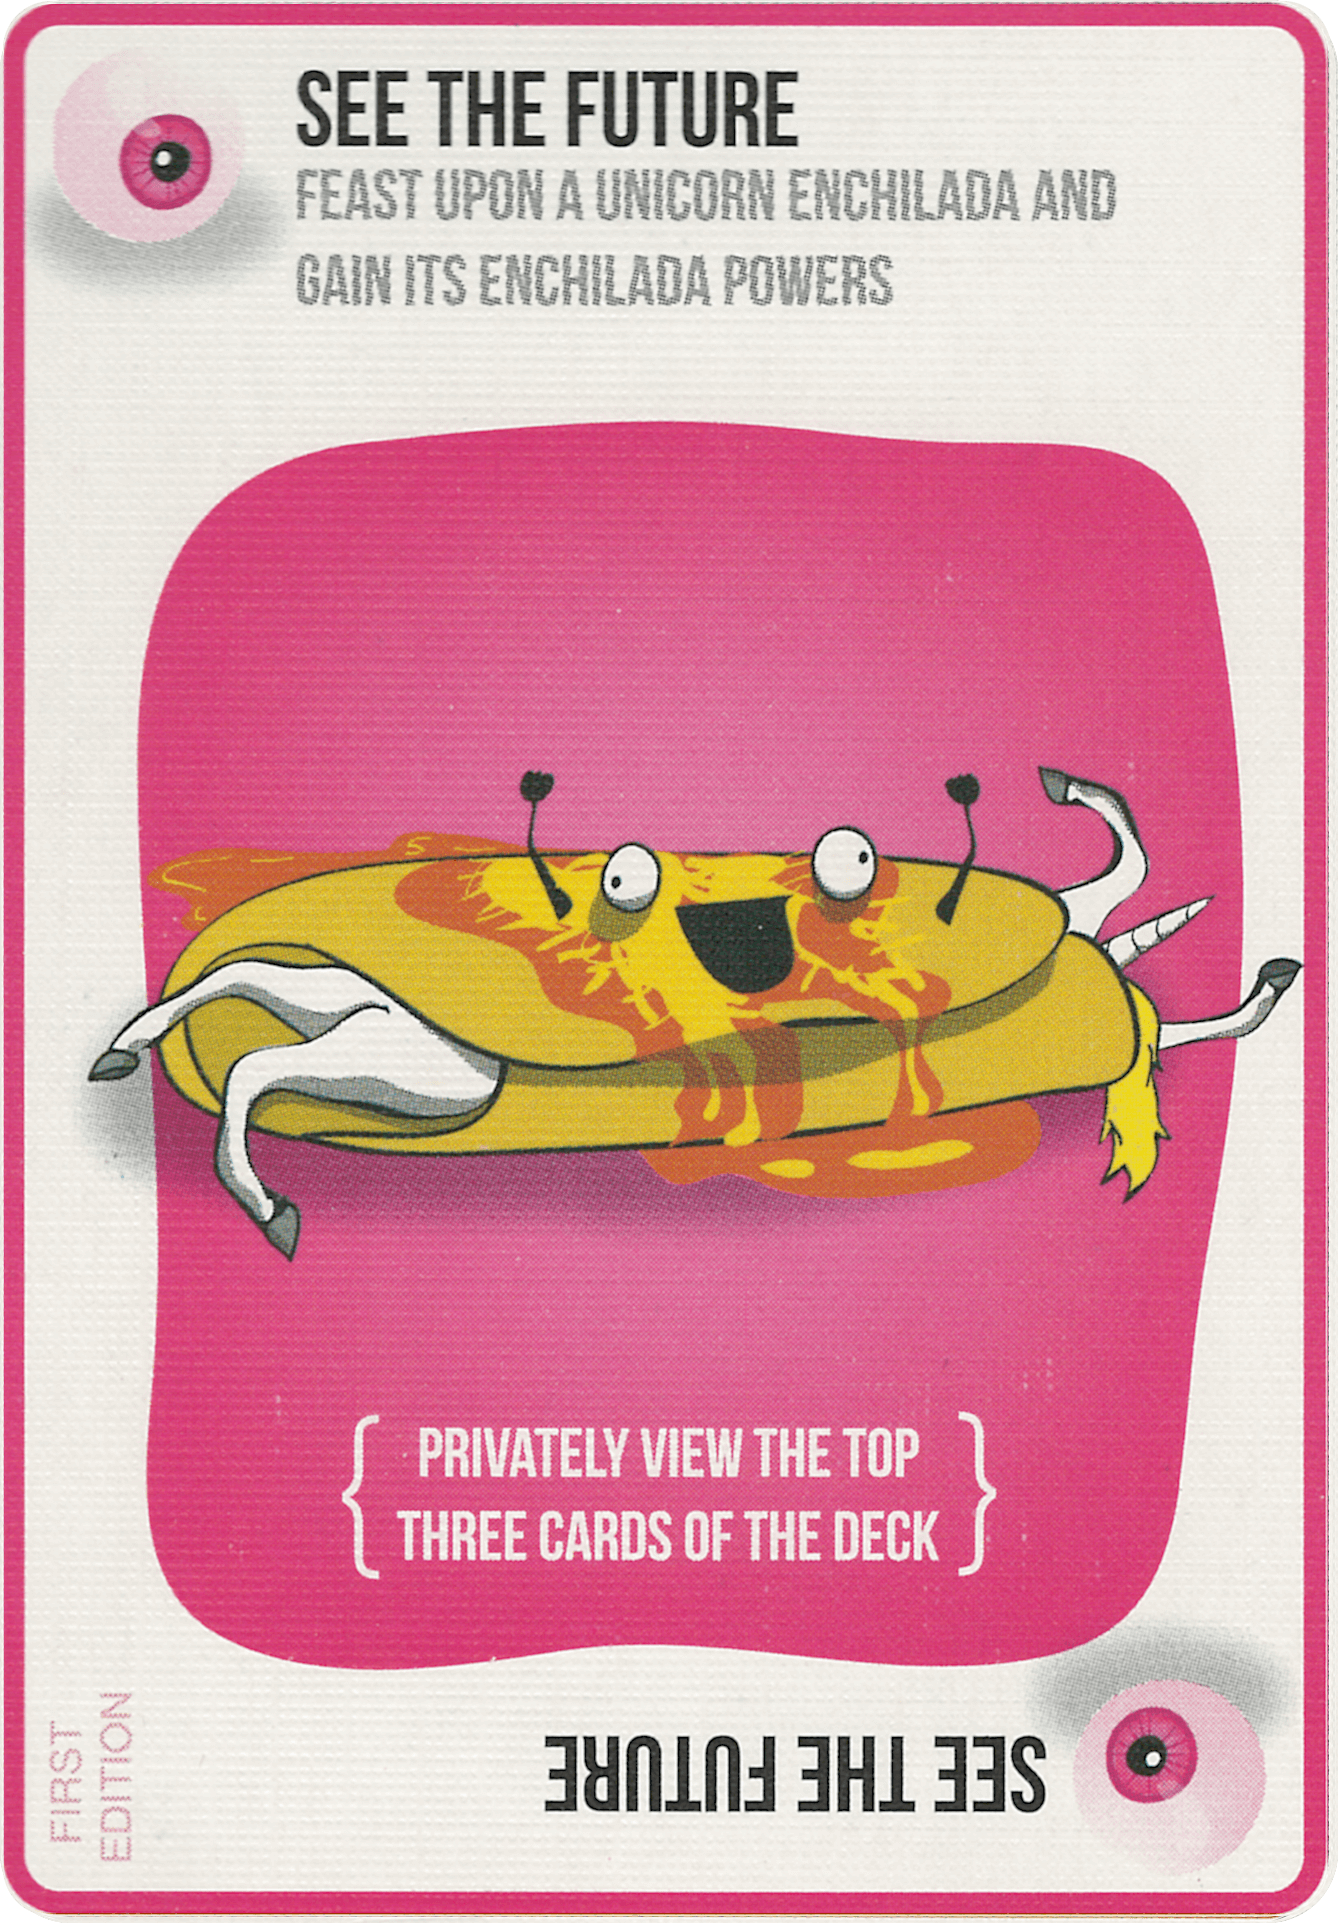 SEE THE FUTURE
FEAST UPON A UNICORN ENCHILADA AND
GAIN ITS ENCHILADA POWERS
{ PRIVATELY VIEW THE TOP
THREE CARDS OF THE DECK }
FIRST
EDITION
SEE THE FUTURE